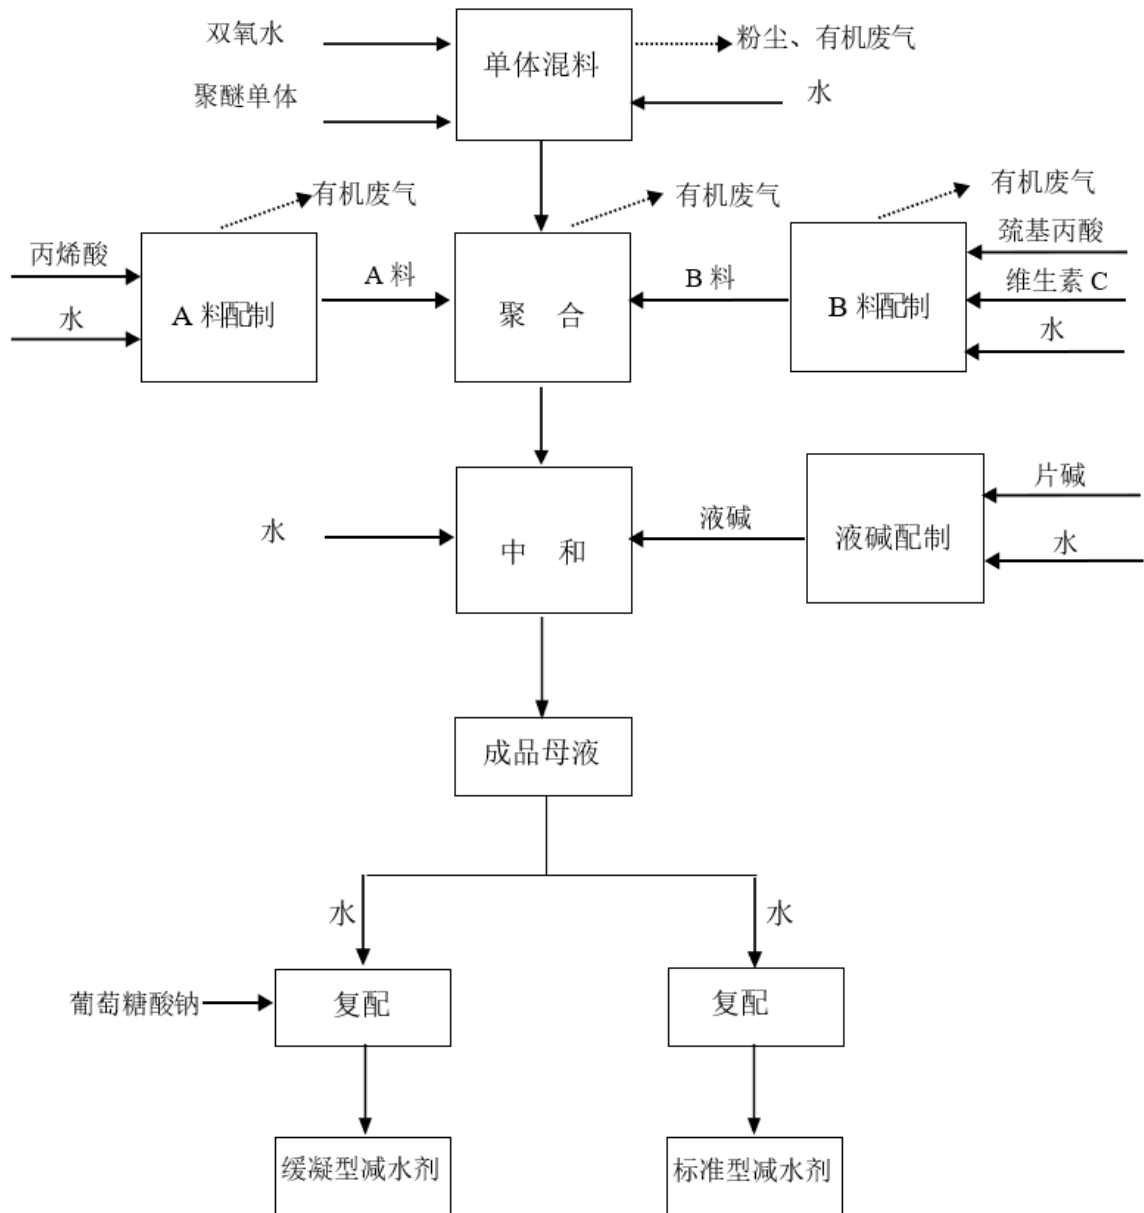 双氧水
单体混料
粉尘、有机废气
聚醚单体
水
有机废气
有机废气
有机废气
丙烯酸
A 料
B 料
巯基丙酸
水
A 料配制
聚 合
B 料配制
维生素 C
水
水
中 和
液碱
液碱配制
片碱
水
成品母液
水
水
葡萄糖酸钠
复配
复配
缓凝型减水剂
标准型减水剂